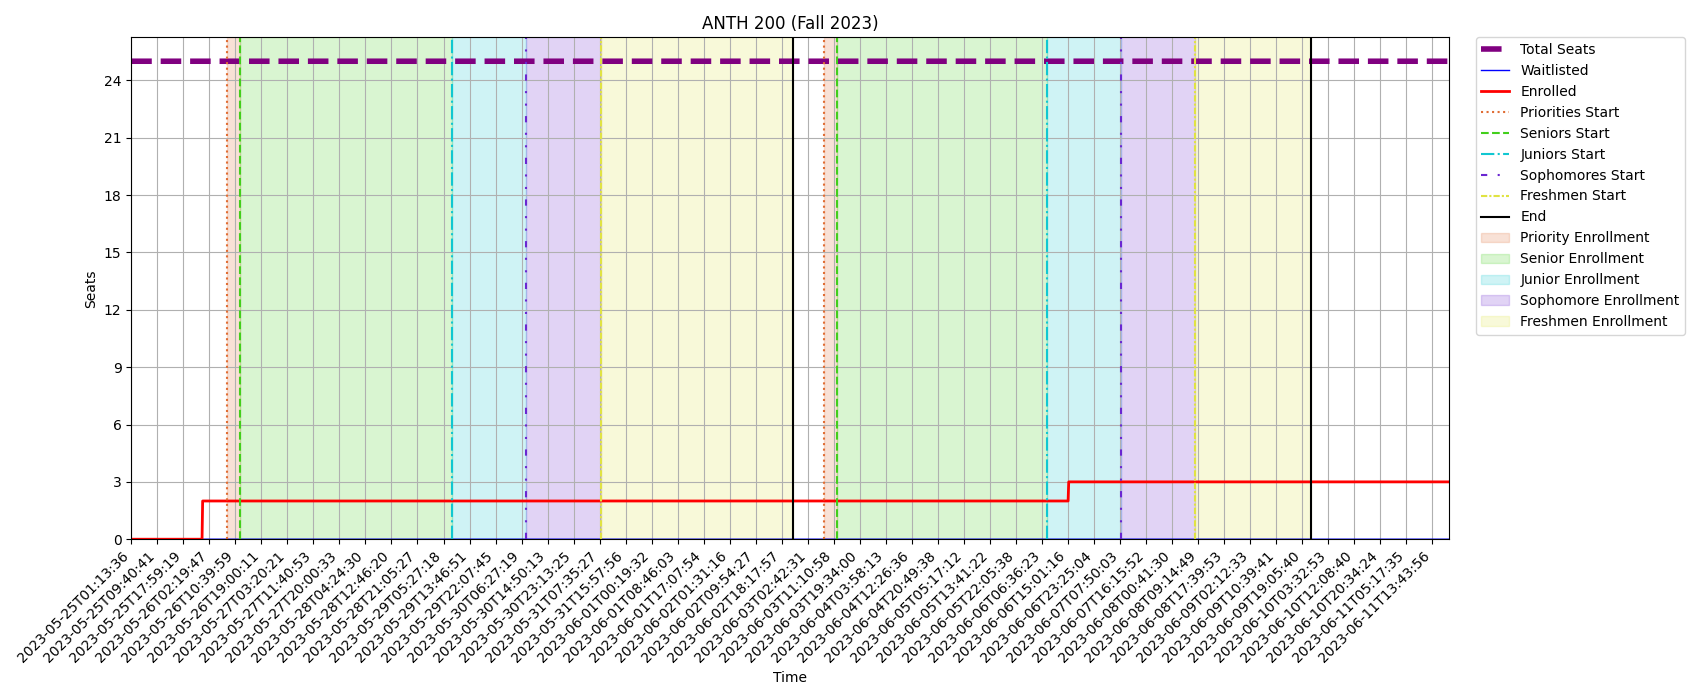 ANTH 200 (Fall 2023)
Seats
24
21
18
15
12
9
6
3
0
2023-05-25T01:13:36
2023-05-25T09:40:41
2023-05-25T17:59:19
2023-05-26T02:19:47
2023-05-26T10:39:59
2023-05-26T19:00:11
2023-05-27T03:20:21
2023-05-27T11:40:53
2023-05-27T20:00:33
2023-05-28T04:24:30
2023-05-28T12:46:20
2023-05-28T21:05:27
2023-05-29T05:27:18
2023-05-29T13:46:51
2023-05-29T22:07:45
2023-05-30T06:27:19
2023-05-30T14:50:13
2023-05-30T23:13:25
2023-05-31T07:35:27
2023-05-31T15:57:56
2023-06-01T00:19:32
2023-06-01T08:46:03
2023-06-01T17:07:54
2023-06-02T01:31:16
2023-06-02T09:54:27
2023-06-02T18:17:57
2023-06-03T02:42:31
2023-06-03T11:10:58
2023-06-03T19:34:00
2023-06-04T03:58:13
2023-06-04T12:26:36
2023-06-04T20:49:38
2023-06-05T05:17:12
2023-06-05T13:41:22
2023-06-05T22:05:38
2023-06-06T06:36:23
2023-06-06T15:01:16
2023-06-06T23:25:04
2023-06-07T07:50:03
2023-06-07T16:15:52
2023-06-08T00:41:30
2023-06-08T09:14:49
2023-06-08T17:39:53
2023-06-09T02:12:33
2023-06-09T10:39:41
2023-06-09T19:05:40
2023-06-10T03:32:53
2023-06-10T12:08:40
2023-06-10T20:34:24
2023-06-11T05:17:35
2023-06-11T13:43:56
Time
Total Seats
Waitlisted
Enrolled
Priorities Start
Seniors Start
Juniors Start
Sophomores Start
Freshmen Start
End
Priority Enrollment
Senior Enrollment
Junior Enrollment
Sophomore Enrollment
Freshmen Enrollment